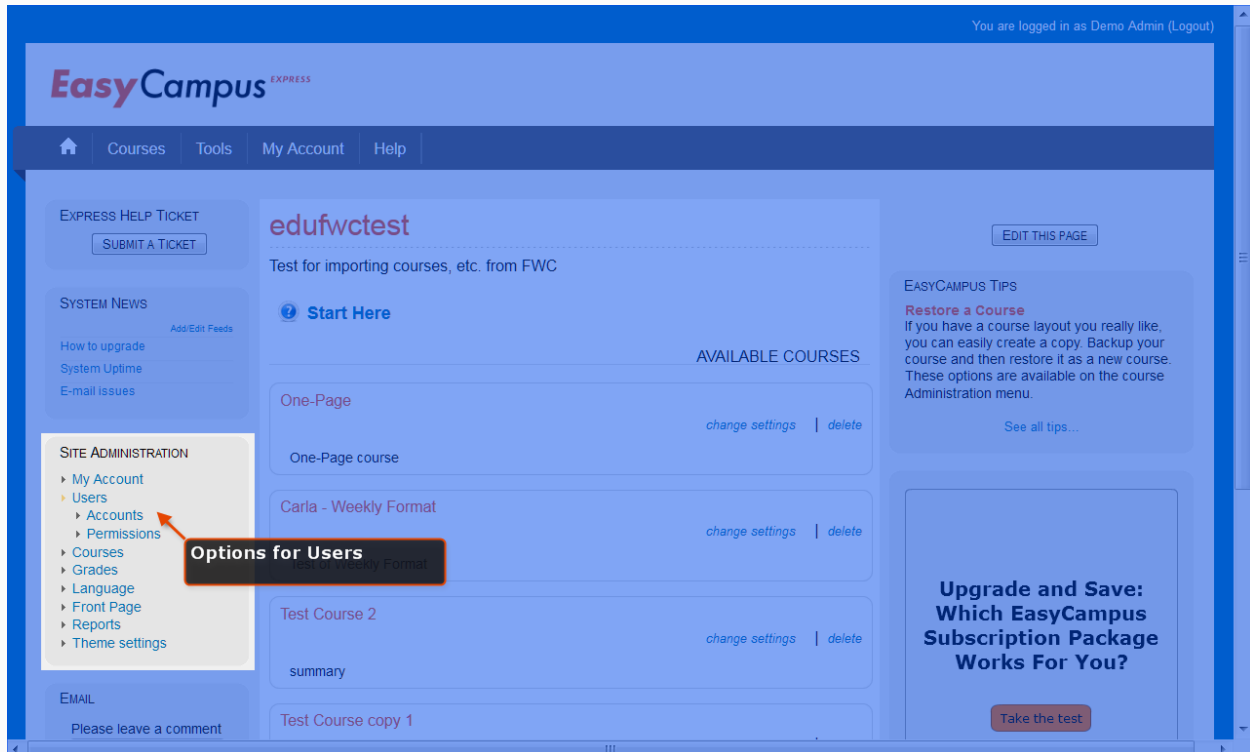 You are logged in as Demo Admin (Logout)
EasyCampus EXPRESS
Courses Tools My Account Help
EXPRESS HELP TICKET
SUBMIT A TICKET
SYSTEM NEWS
Add/Edit Feeds
How to upgrade
System Uptime
E-mail issues
SITE ADMINISTRATION
My Account
Users
Accounts
Permissions
Courses
Grades
Language
Front Page
Reports
Theme settings
Options for Users
EMAIL
Please leave a comment
edufwctest
Test for importing courses, etc. from FWC
Start Here
AVAILABLE COURSES
One-Page
change settings | delete
One-Page course
Carla - Weekly Format
change settings | delete
Test of Weekly Format
Test Course 2
change settings | delete
summary
Test Course copy 1
EDIT THIS PAGE
EASYCAMPUS TIPS
Restore a Course
If you have a course layout you really like,
you can easily create a copy. Backup your
course and then restore it as a new course.
These options are available on the course
Administration menu.
See all tips...
Upgrade and Save:
Which EasyCampus
Subscription Package
Works For You?
Take the test